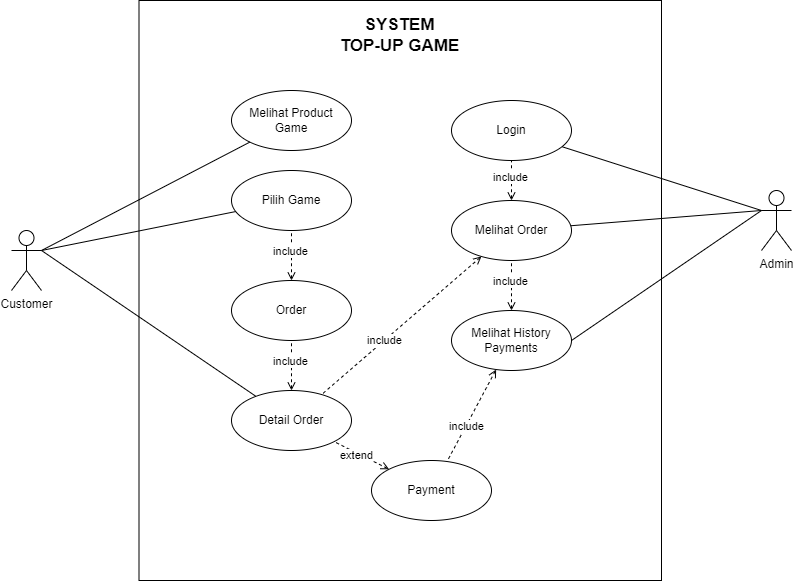 SYSTEM
TOP-UP GAME
Melihat Product
Game
Login
include
Pilih Game
Melihat Order
include
include
Customer
Admin
Order
Melihat History
Payments
include
include
Detail Order
include
extend
Payment